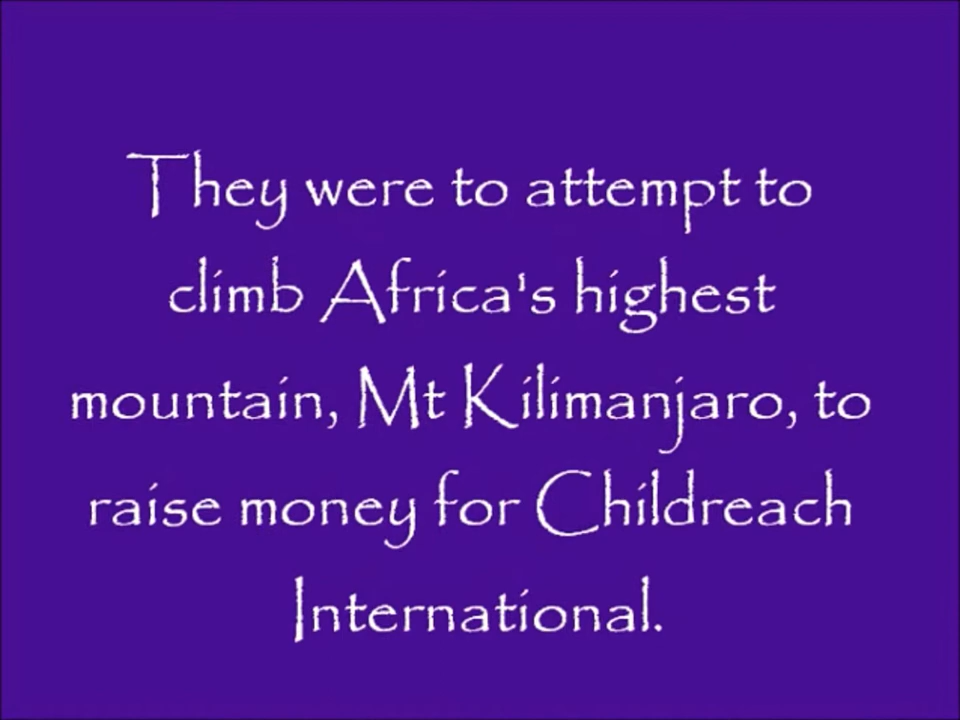 They were to attempt to
climb Africa's highest
mountain, Mt Kilimanjaro, to
raise money for Childreach
International.